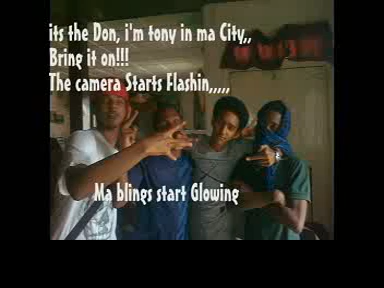 its the Don, i'm tony in ma City,,
Bring it on!!!
The camera Starts Flashin,,,,,
Ma blings start Glowing